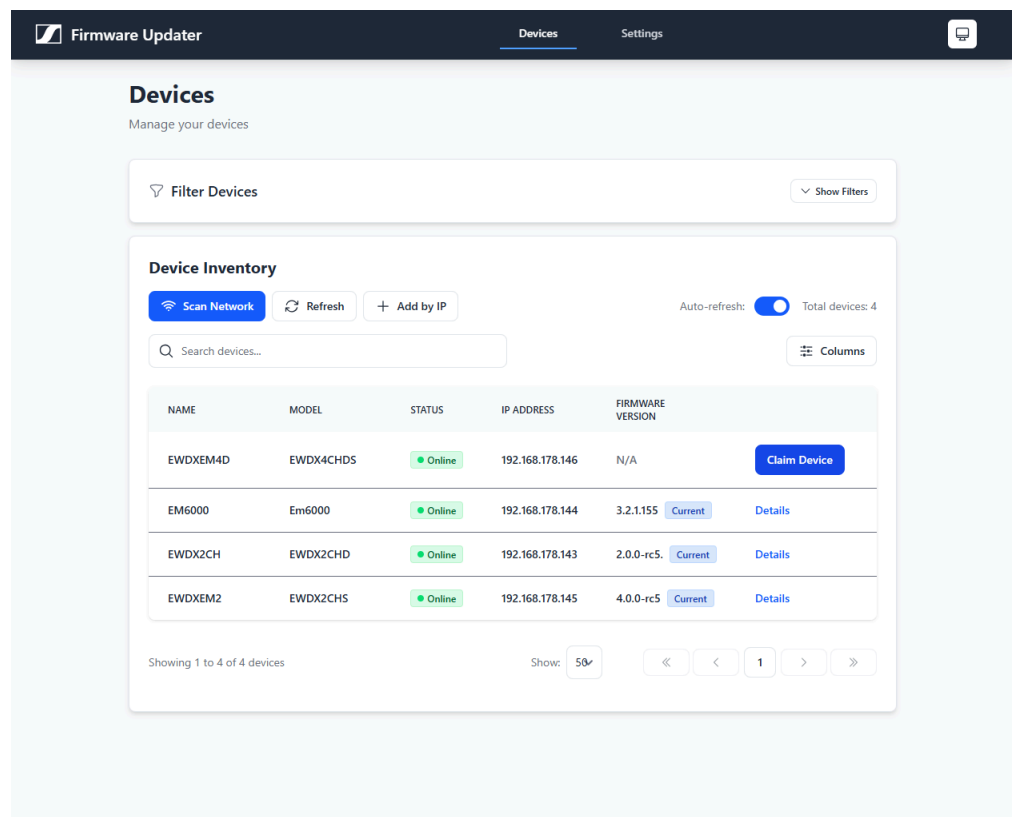 Firmware Updater
Devices
Settings
Devices
Manage your devices
Filter Devices
Show Filters
Device Inventory
Scan Network
Refresh
Add by IP
Auto-refresh:
Total devices: 4
Search devices...
Columns
NAME MODEL STATUS IP ADDRESS FIRMWARE VERSION
EWDXEM4D EWDX4CHDS Online 192.168.178.146 N/A Claim Device
EM6000 Em6000 Online 192.168.178.144 3.2.1.155 Current Details
EWDX2CH EWDX2CHD Online 192.168.178.143 2.0.0-rc5. Current Details
EWDXEM2 EWDX2CHS Online 192.168.178.145 4.0.0-rc5 Current Details
Showing 1 to 4 of 4 devices
Show: 50
« < 1 > »